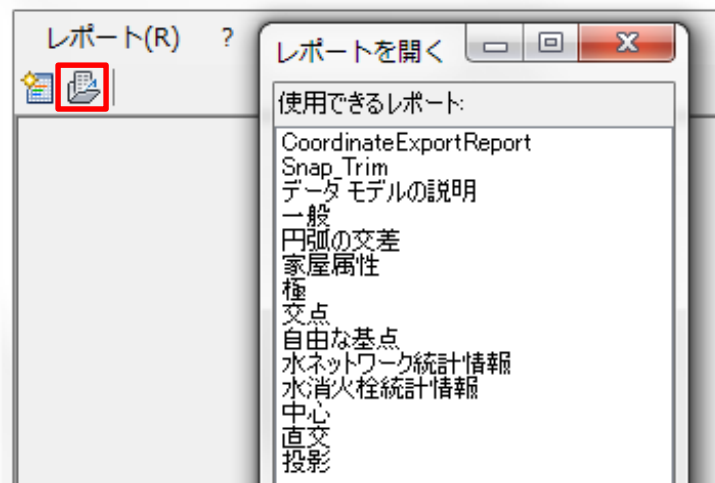 レポート(R) ?
レポートを開く
使用できるレポート:
CoordinateExportReport
Snap_Trim
データ モデルの説明
一般
円弧の交差
家屋属性
極
交点
自由な基点
水ネットワーク統計情報
水消火栓統計情報
中心
直交
投影